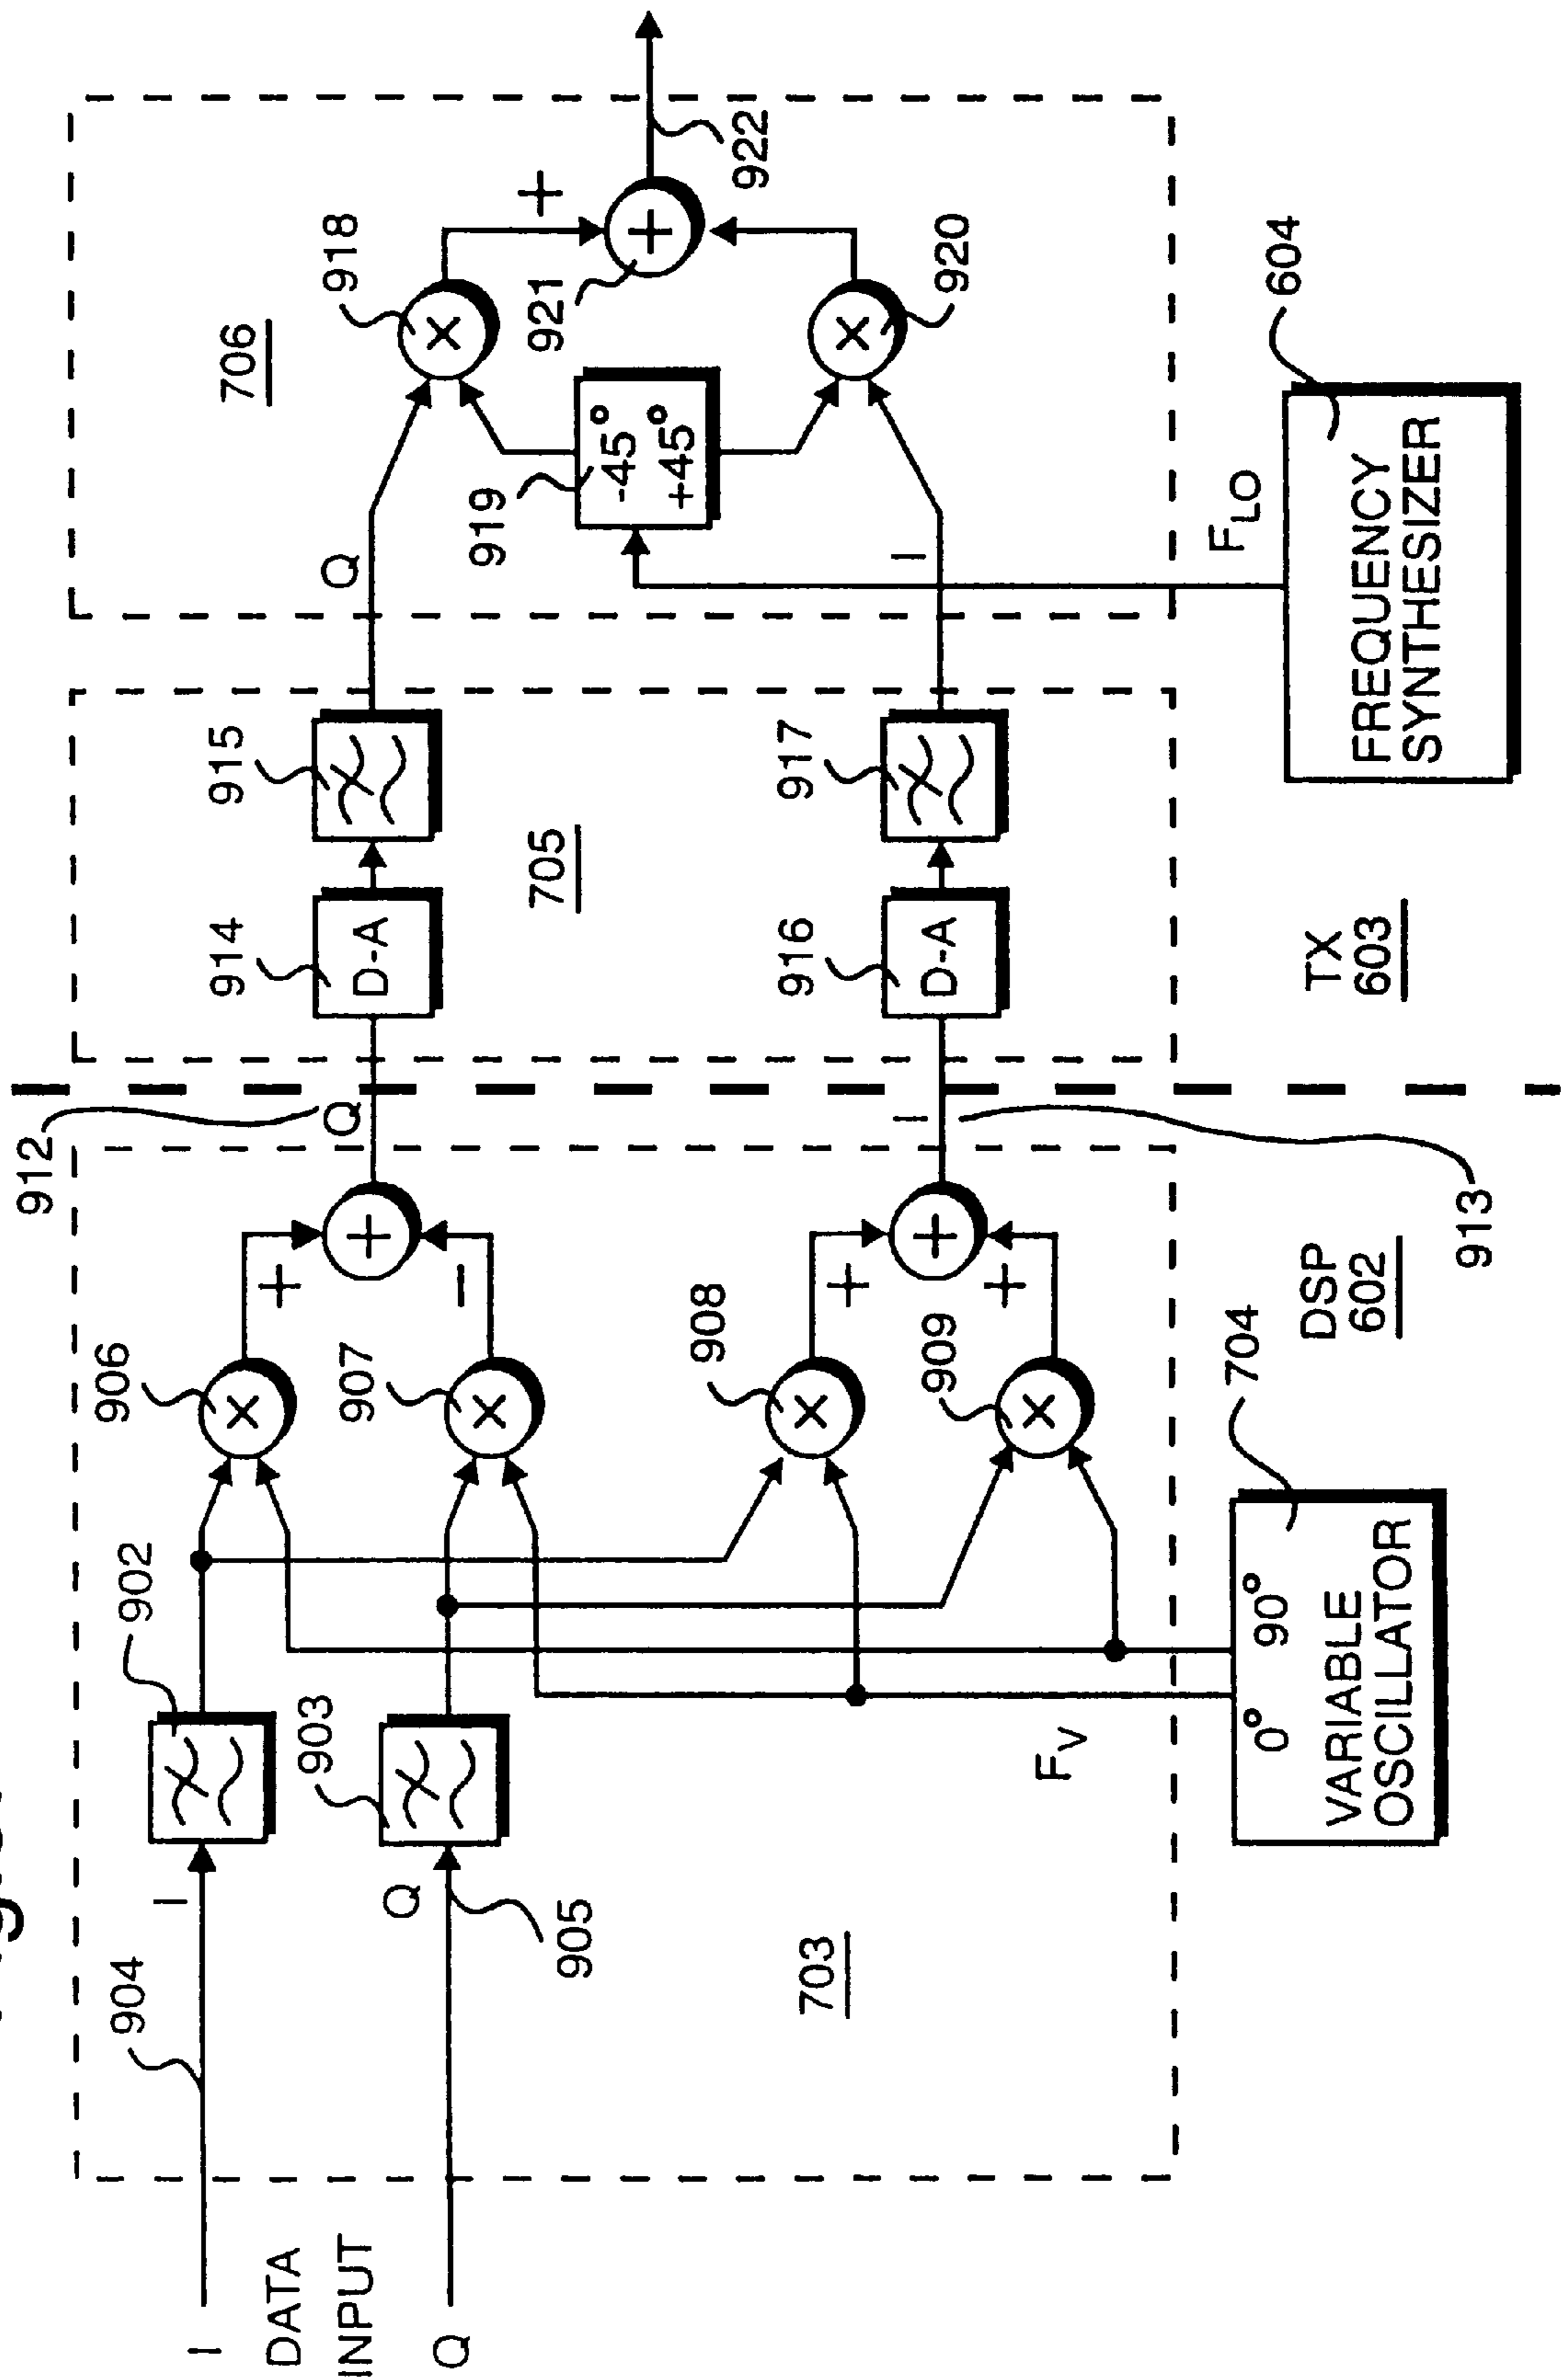 912
913
I
DATA
INPUT
Q
904
I
902
Q
905
903
906
×
+
907
×
−
+
Q
908
×
+
909
×
+
+
I
703
F_V
0° 90°
VARIABLE
OSCILLATOR
704
DSP
602
914
D-A
915
705
916
D-A
917
TX
603
Q
706
918
×
919
-45°
+45°
+
921
+
922
I
×
920
F_LO
604
FREQUENCY
SYNTHESIZER